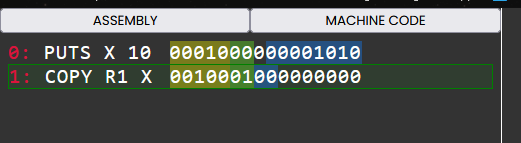 ASSEMBLY MACHINE CODE
0: PUTS X 10 0001000000001010
1: COPY R1 X 0010001000000000